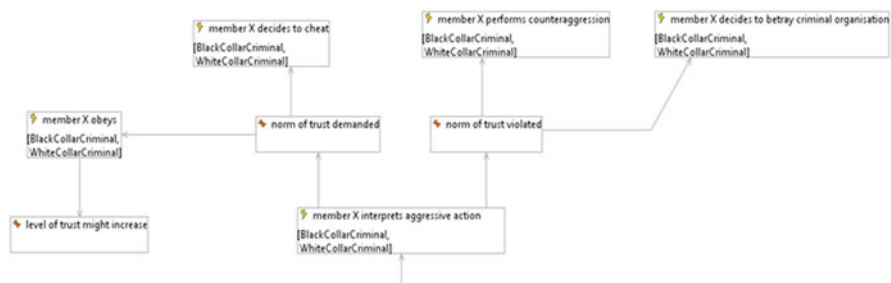 member X decides to cheat
[BlackCollarCriminal,
WhiteCollarCriminal]
member X performs counteraggression
[BlackCollarCriminal,
WhiteCollarCriminal]
member X decides to betray criminal organisation
[BlackCollarCriminal,
WhiteCollarCriminal]
member X obeys
[BlackCollarCriminal,
WhiteCollarCriminal]
norm of trust demanded
norm of trust violated
level of trust might increase
member X interprets aggressive action
[BlackCollarCriminal,
WhiteCollarCriminal]